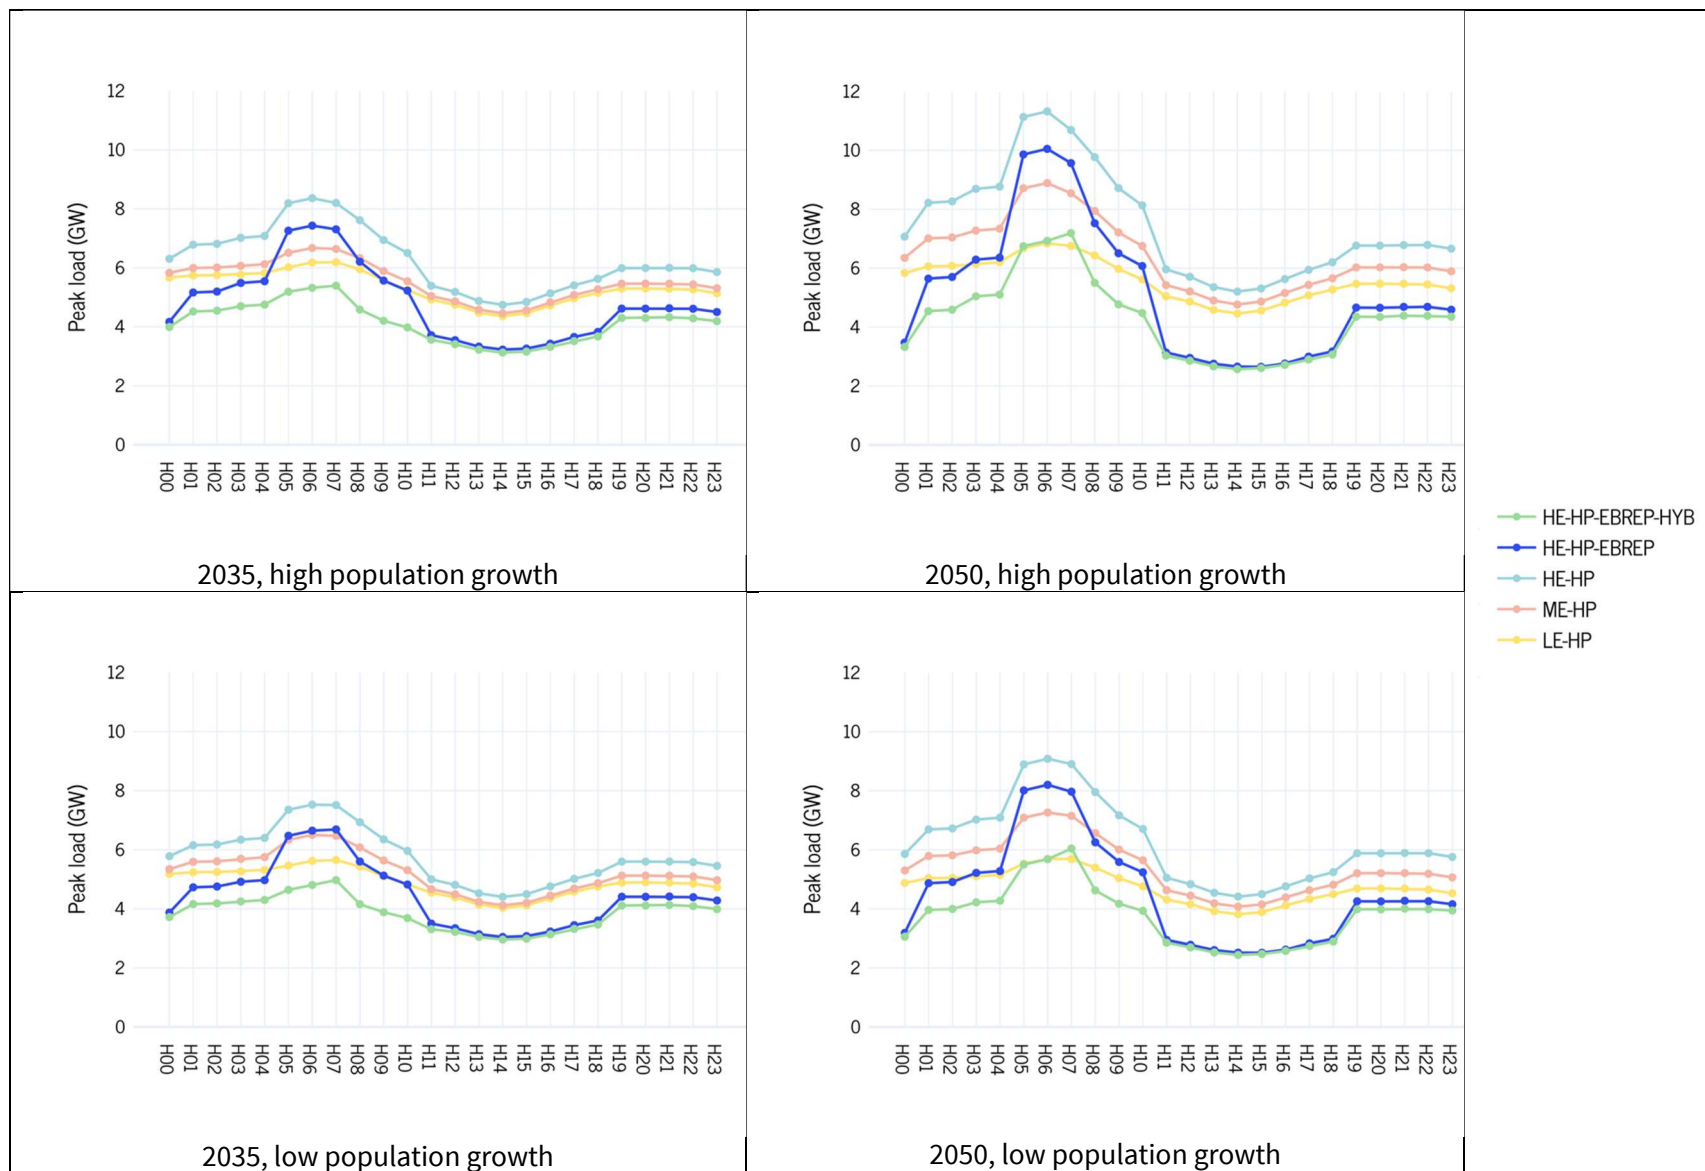 12
10
8
6
4
2
0
Peak load (GW)
H00 H01 H02 H03 H04 H05 H06 H07 H08 H09 H10 H11 H12 H13 H14 H15 H16 H17 H18 H19 H20 H21 H22 H23
2035, high population growth
12
10
8
6
4
2
0
Peak load (GW)
H00 H01 H02 H03 H04 H05 H06 H07 H08 H09 H10 H11 H12 H13 H14 H15 H16 H17 H18 H19 H20 H21 H22 H23
2050, high population growth
HE-HP-EBREP-HYB
HE-HP-EBREP
HE-HP
ME-HP
LE-HP
12
10
8
6
4
2
0
Peak load (GW)
H00 H01 H02 H03 H04 H05 H06 H07 H08 H09 H10 H11 H12 H13 H14 H15 H16 H17 H18 H19 H20 H21 H22 H23
2035, low population growth
12
10
8
6
4
2
0
Peak load (GW)
H00 H01 H02 H03 H04 H05 H06 H07 H08 H09 H10 H11 H12 H13 H14 H15 H16 H17 H18 H19 H20 H21 H22 H23
2050, low population growth